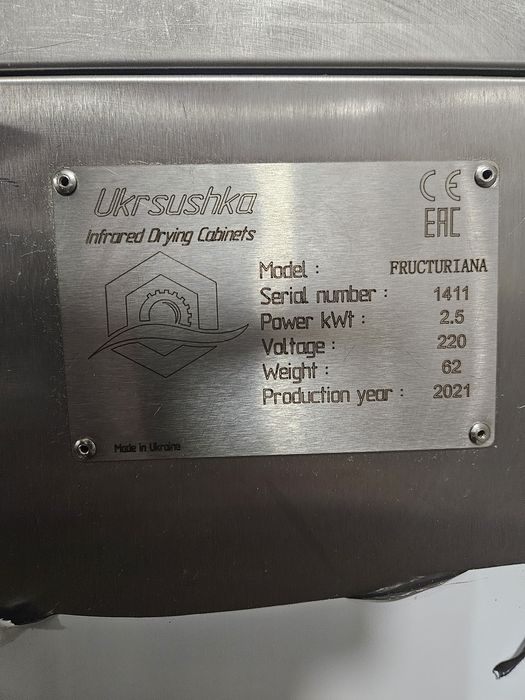 Ukrsushka
Infrared Drying Cabinets
CE
EAC
Model : FRUCTURIANA
Serial number : 1411
Power kWt : 2.5
Voltage : 220
Weight : 62
Production year : 2021
Made in Ukraine